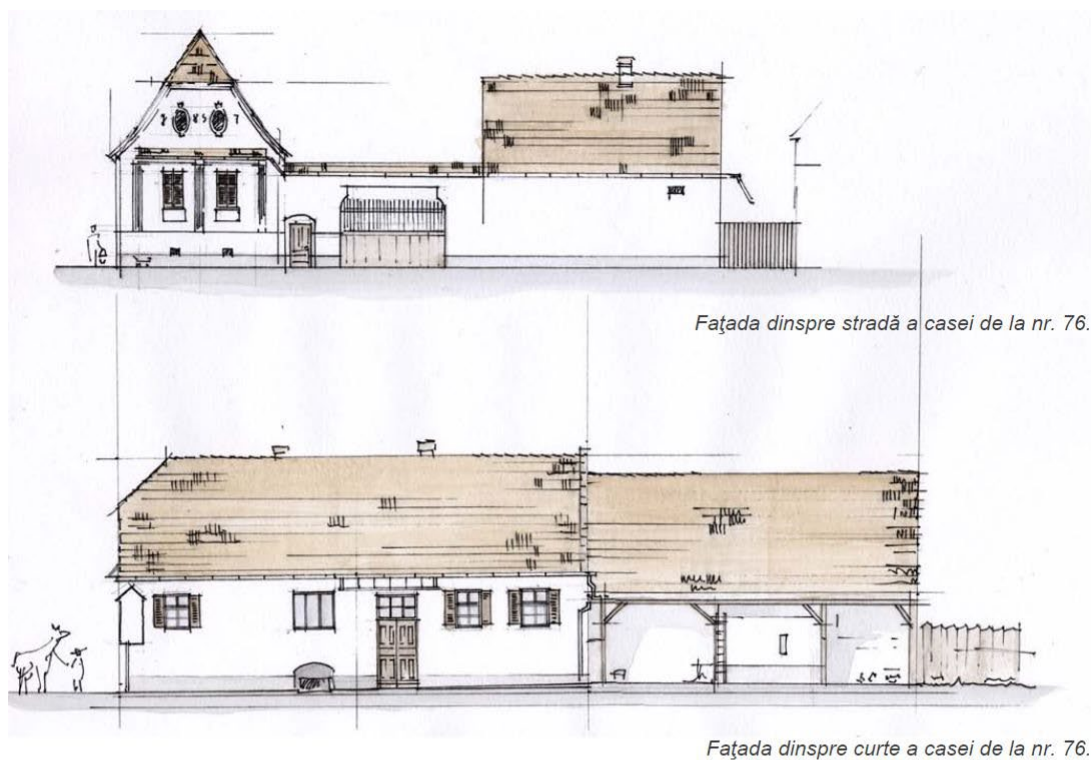 Faţada dinspre stradă a casei de la nr. 76.
Faţada dinspre curte a casei de la nr. 76.